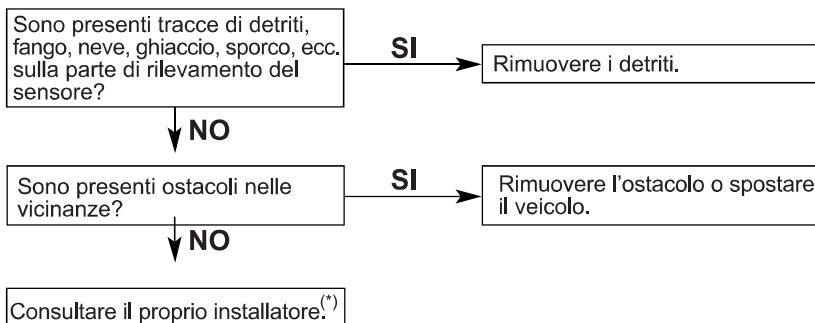 Sono presenti tracce di detriti,
fango, neve, ghiaccio, sporco, ecc.
sulla parte di rilevamento del
sensore?
SI
Rimuovere i detriti.
NO
Sono presenti ostacoli nelle
vicinanze?
SI
Rimuovere l'ostacolo o spostare
il veicolo.
NO
Consultare il proprio installatore.(*)